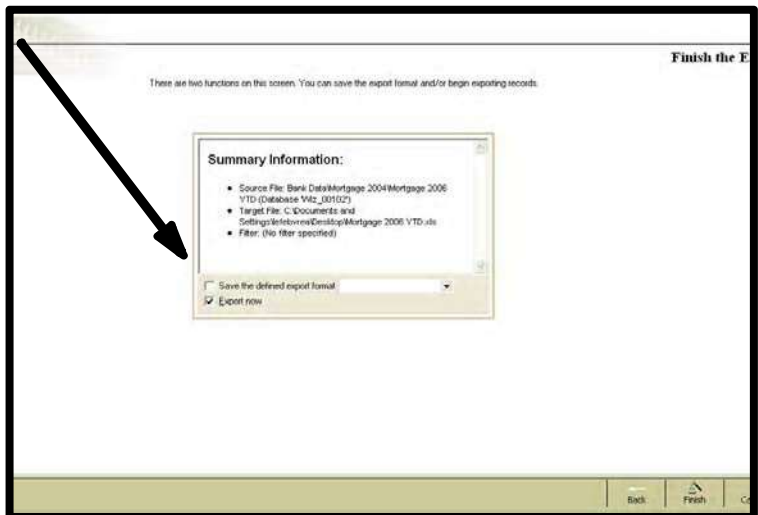 Finish the E
There are two functions on this screen. You can save the export format and/or begin exporting records.
Summary Information:
Source File: Bank Data\Mortgage 2004\Mortgage 2006
YTD (Database 'Wiz_00102')
Target File: C:\Documents and
Settings\lefebvrea\Desktop\Mortgage 2006 YTD.xls
Filter: (No filter specified)
Save the defined export format
Export now
Back
Finish